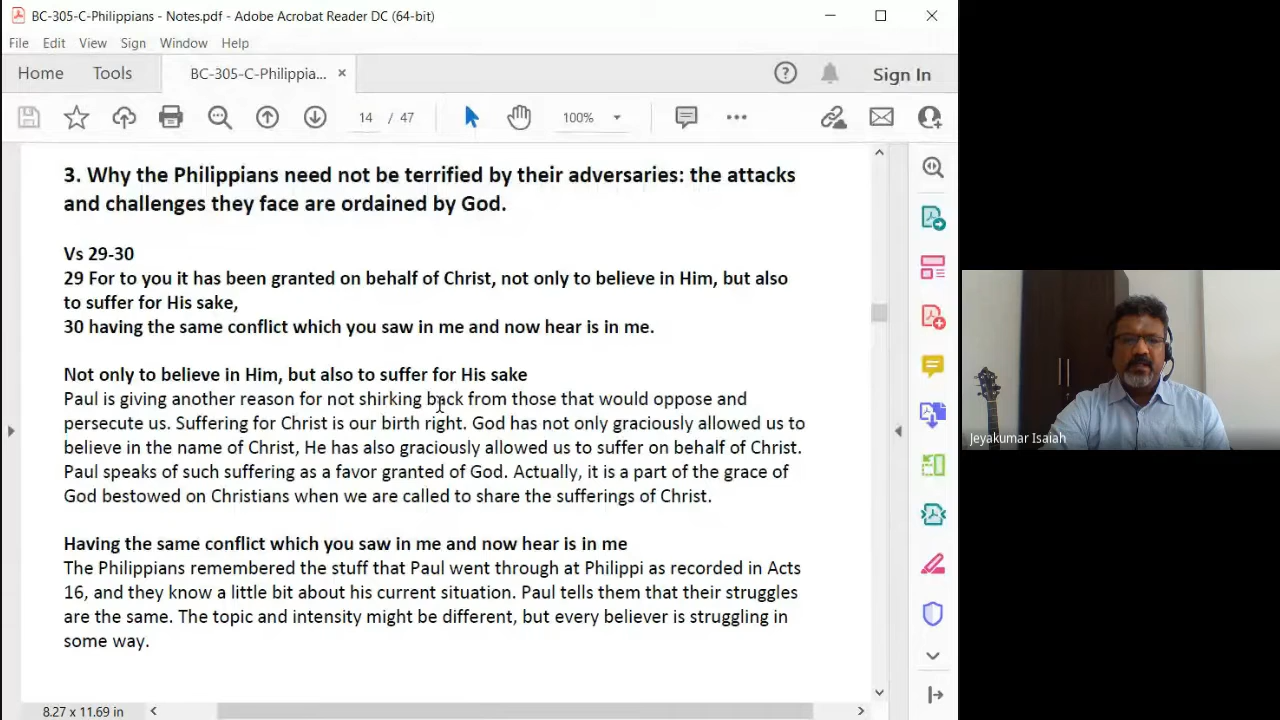 BC-305-C-Philippians - Notes.pdf - Adobe Acrobat Reader DC (64-bit)
File Edit View Sign Window Help
Home Tools BC-305-C-Philippia... Sign In
14 / 47 100%
3. Why the Philippians need not be terrified by their adversaries: the attacks
and challenges they face are ordained by God.
Vs 29-30
29 For to you it has been granted on behalf of Christ, not only to believe in Him, but also
to suffer for His sake,
30 having the same conflict which you saw in me and now hear is in me.
Not only to believe in Him, but also to suffer for His sake
Paul is giving another reason for not shirking back from those that would oppose and
persecute us. Suffering for Christ is our birth right. God has not only graciously allowed us to
believe in the name of Christ, He has also graciously allowed us to suffer on behalf of Christ.
Paul speaks of such suffering as a favor granted of God. Actually, it is a part of the grace of
God bestowed on Christians when we are called to share the sufferings of Christ.
Having the same conflict which you saw in me and now hear is in me
The Philippians remembered the stuff that Paul went through at Philippi as recorded in Acts
16, and they know a little bit about his current situation. Paul tells them that their struggles
are the same. The topic and intensity might be different, but every believer is struggling in
some way.
8.27 x 11.69 in
Jeyakumar Isaiah